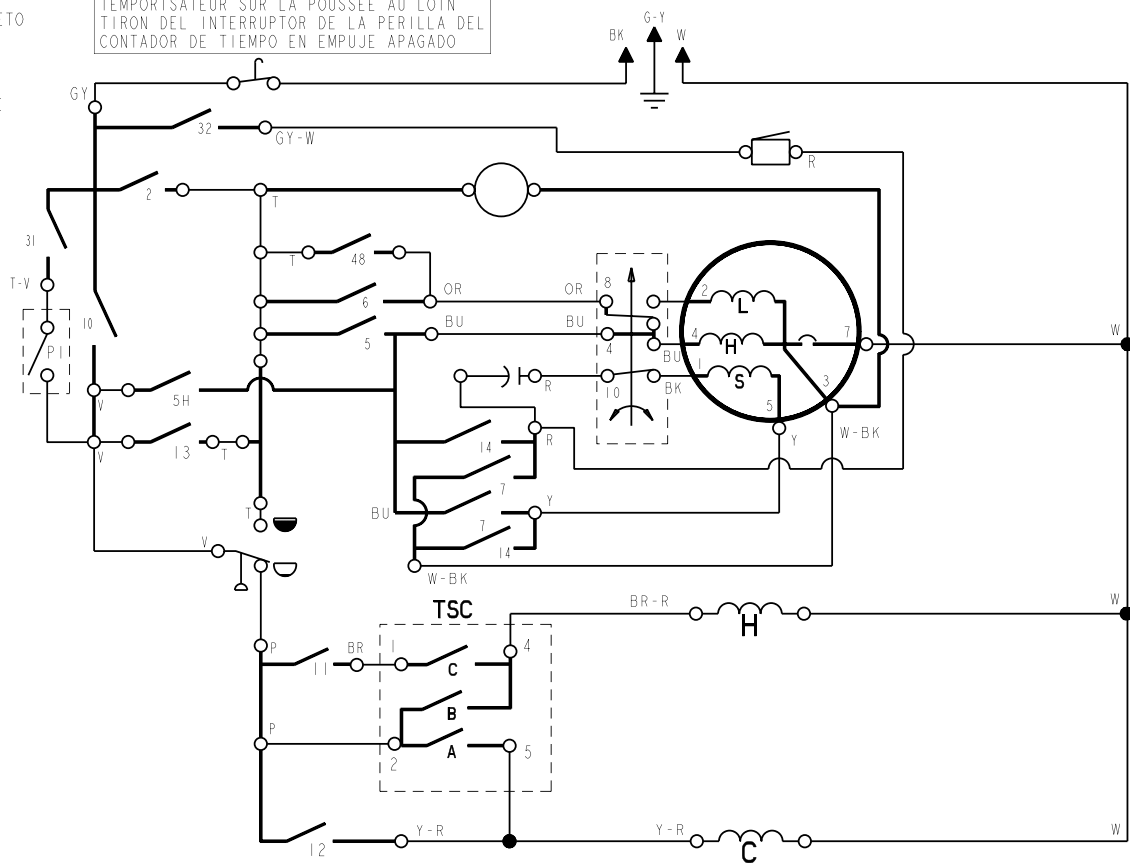 ETO
TEMPORISATEUR SUR LA POUSSEE AU LOIN
TIRON DEL INTERRUPTOR DE LA PERILLA DEL
CONTADOR DE TIEMPO EN EMPUJE APAGADO
G-Y
BK
W
GY
32
GY-W
R
2
T
31
T
48
T-V
8
2
OR
OR
L
10
6
BU
BU
4
7
W
P1
5
4
H
BU
1
3
R
10
BK
S
V
5H
5
W-BK
R
Y
13
T
14
V
7
Y
T
BU
7
14
V
W-BK
TSC
BR-R
W
H
P
BR
1
4
11
C
P
B
A
5
2
Y-R
Y-R
W
12
C